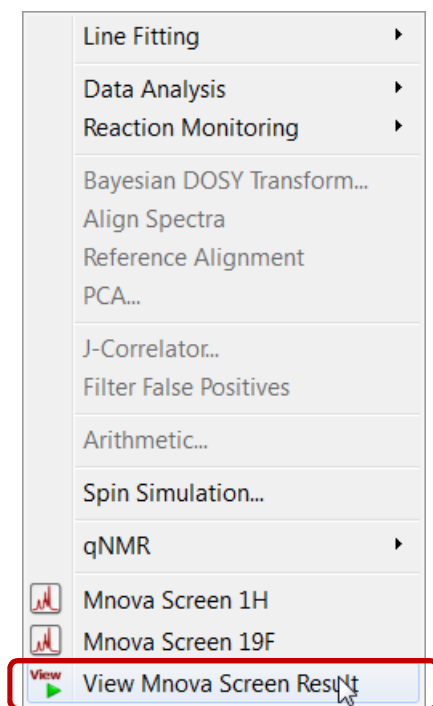 Line Fitting
Data Analysis
Reaction Monitoring
Bayesian DOSY Transform...
Align Spectra
Reference Alignment
PCA...
J-Correlator...
Filter False Positives
Arithmetic...
Spin Simulation...
qNMR
Mnova Screen 1H
Mnova Screen 19F
View View Mnova Screen Result